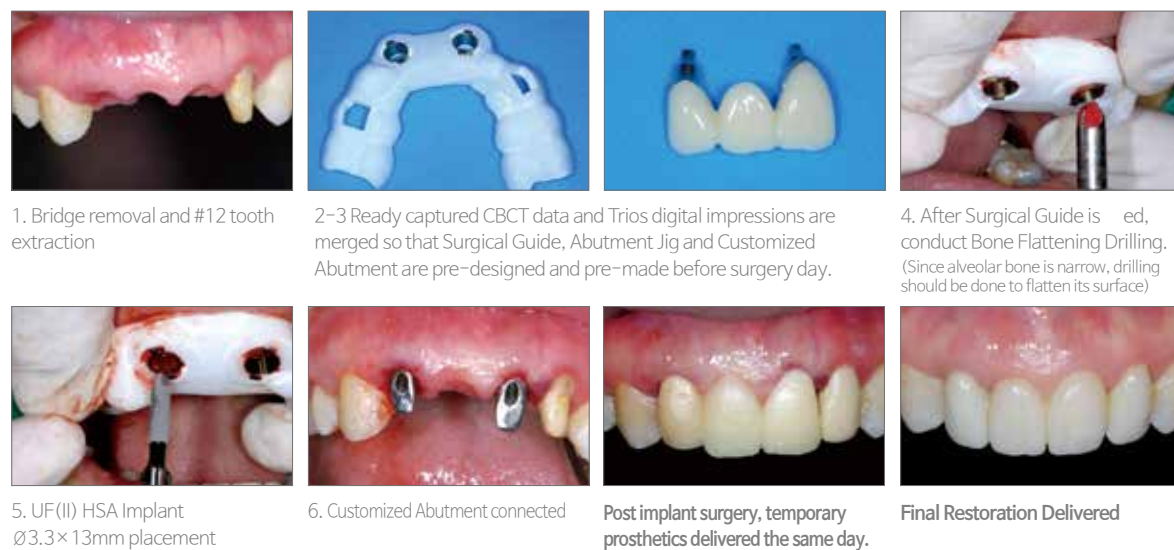 1. Bridge removal and #12 tooth
extraction
2-3 Ready captured CBCT data and Trios digital impressions are
merged so that Surgical Guide, Abutment Jig and Customized
Abutment are pre-designed and pre-made before surgery day.
4. After Surgical Guide is ed,
conduct Bone Flattening Drilling.
(Since alveolar bone is narrow, drilling
should be done to flatten its surface)
5. UF(II) HSA Implant
Ø3.3×13mm placement
6. Customized Abutment connected
Post implant surgery, temporary
prosthetics delivered the same day.
Final Restoration Delivered